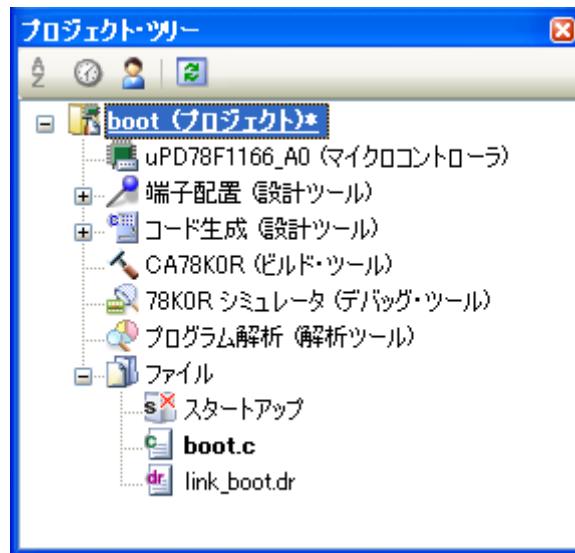 プロジェクト・ツリー
boot (プロジェクト)*
uPD78F1166_A0 (マイクロコントローラ)
端子配置 (設計ツール)
コード生成 (設計ツール)
CA78K0R (ビルド・ツール)
78K0R シミュレータ (デバッグ・ツール)
プログラム解析 (解析ツール)
ファイル
スタートアップ
boot.c
link_boot.dr